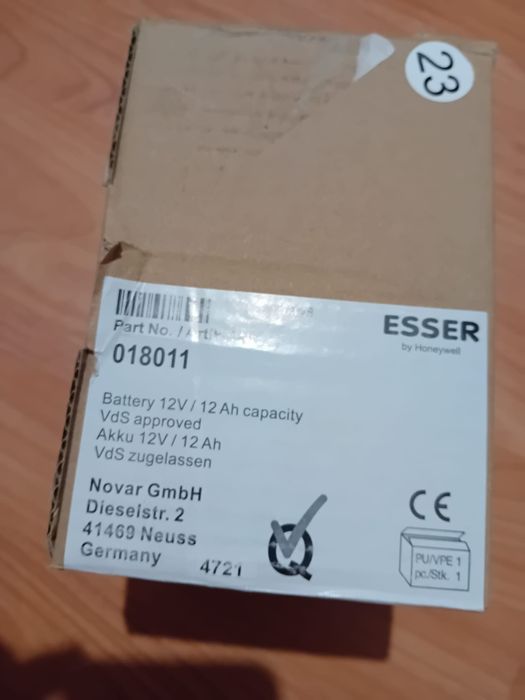 23
ESSER
by Honeywell
Part No. /
018011
Battery 12V / 12 Ah capacity
VdS approved
Akku 12V / 12 Ah
VdS zugelassen
Novar GmbH
Dieselstr. 2
41469 Neuss
Germany
4721
Q
CE
PU/VPE 1
pc./Stk. 1